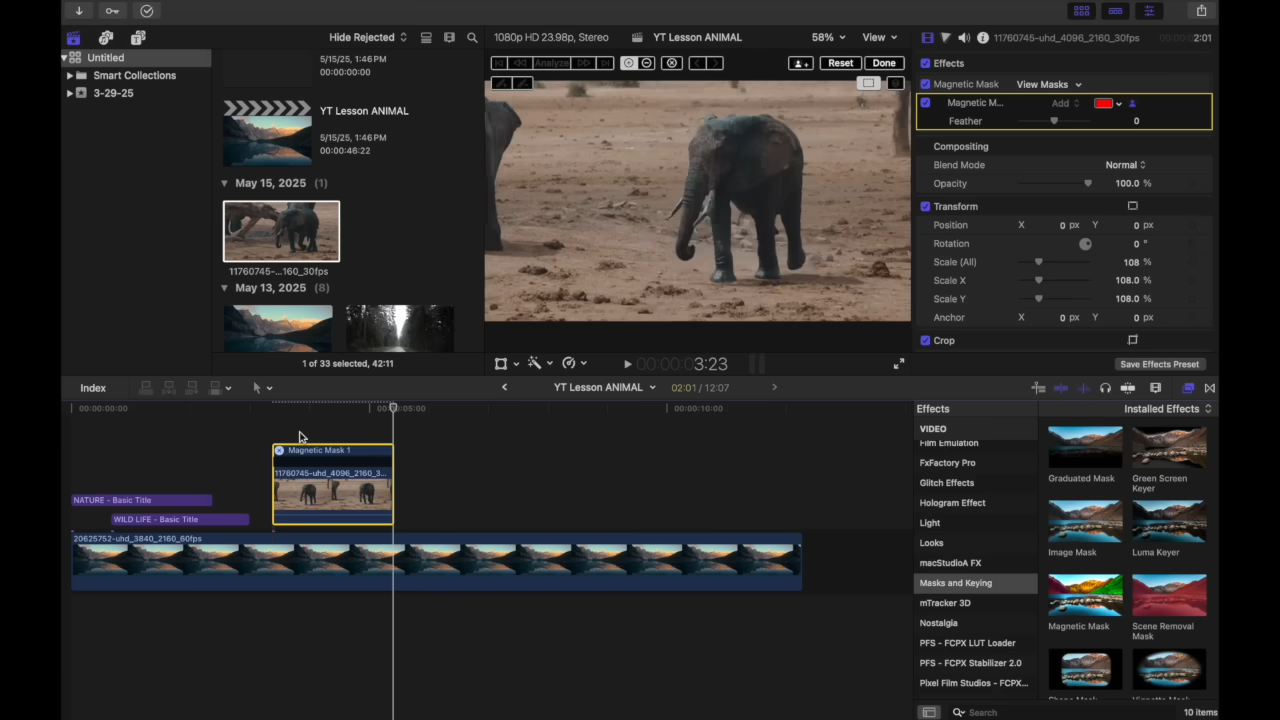 Hide Rejected
1080p HD 23.98p, Stereo
YT Lesson ANIMAL
58%
View
11760745-uhd_4096_2160_30fps
2:01
Untitled
Smart Collections
3-29-25
5/15/25, 1:46 PM
00:00:00:00
YT Lesson ANIMAL
5/15/25, 1:46 PM
00:00:46:22
May 15, 2025 (1)
11760745-...160_30fps
May 13, 2025 (8)
1 of 33 selected, 42:11
Analyze
Reset
Done
00:00:00:03:23
Effects
Magnetic Mask
View Masks
Magnetic M...
Add
Feather
0
Compositing
Blend Mode
Normal
Opacity
100.0 %
Transform
Position
X
0 px
Y
0 px
Rotation
0 °
Scale (All)
108 %
Scale X
108.0 %
Scale Y
108.0 %
Anchor
X
0 px
Y
0 px
Crop
Save Effects Preset
Index
YT Lesson ANIMAL
02:01 / 12:07
00:00:00:00
00:00:05:00
00:00:10:00
Magnetic Mask 1
11760745-uhd_4096_2160_3...
NATURE - Basic Title
WILD LIFE - Basic Title
20625752-uhd_3840_2160_60fps
Effects
Installed Effects
VIDEO
Film Emulation
FxFactory Pro
Glitch Effects
Hologram Effect
Light
Looks
macStudioA FX
Masks and Keying
mTracker 3D
Nostalgia
PFS - FCPX LUT Loader
PFS - FCPX Stabilizer 2.0
Pixel Film Studios - FCPX...
Graduated Mask
Green Screen
Keyer
Image Mask
Luma Keyer
Magnetic Mask
Scene Removal
Mask
Shape Mask
Vignette Mask
Search
10 items